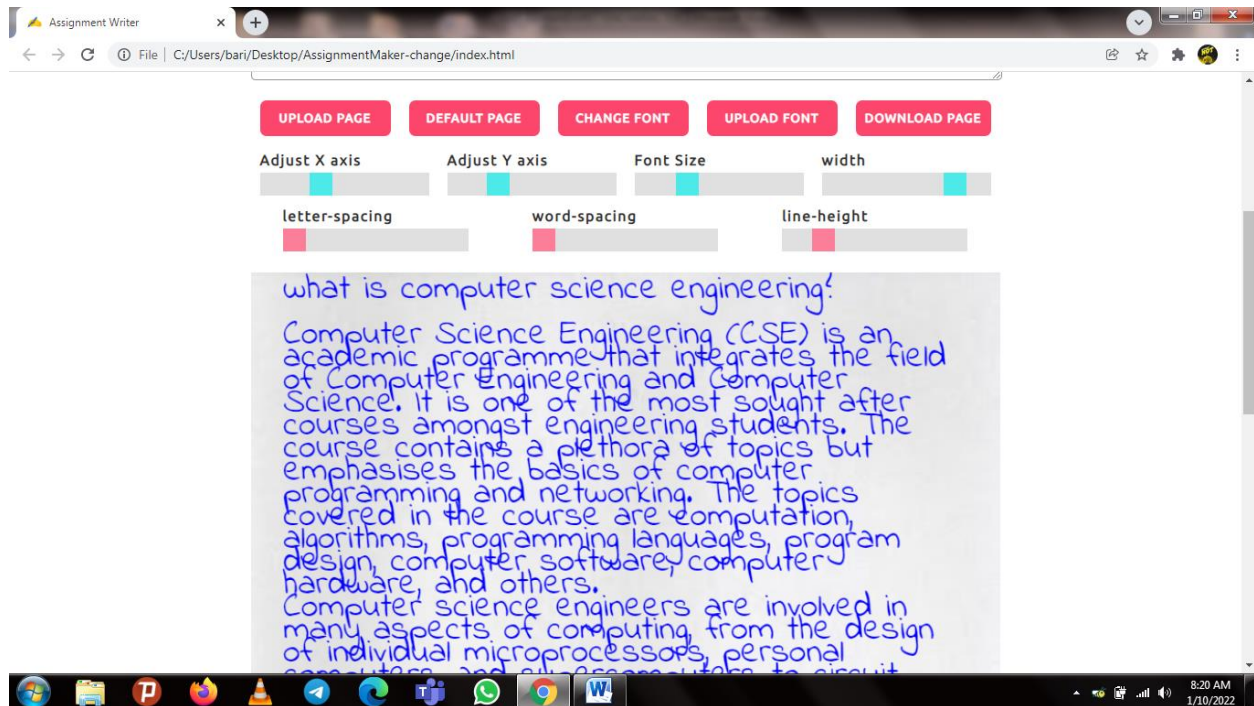 Assignment Writer
File | C:/Users/bari/Desktop/AssignmentMaker-change/index.html
UPLOAD PAGE DEFAULT PAGE CHANGE FONT UPLOAD FONT DOWNLOAD PAGE
Adjust X axis Adjust Y axis Font Size width
letter-spacing word-spacing line-height
what is computer science engineering?
Computer Science Engineering (CSE) is an
academic programme that integrates the field
of Computer Engineering and Computer
Science. It is one of the most sought after
courses amongst engineering students. The
course contains a plethora of topics but
emphasises the basics of computer
programming and networking. The topics
covered in the course are computation,
algorithms, programming languages, program
design, computer software, computer
hardware, and others.
Computer science engineers are involved in
many aspects of computing, from the design
of individual microprocessors, personal
computers, and supercomputers to circuit
8:20 AM
1/10/2022